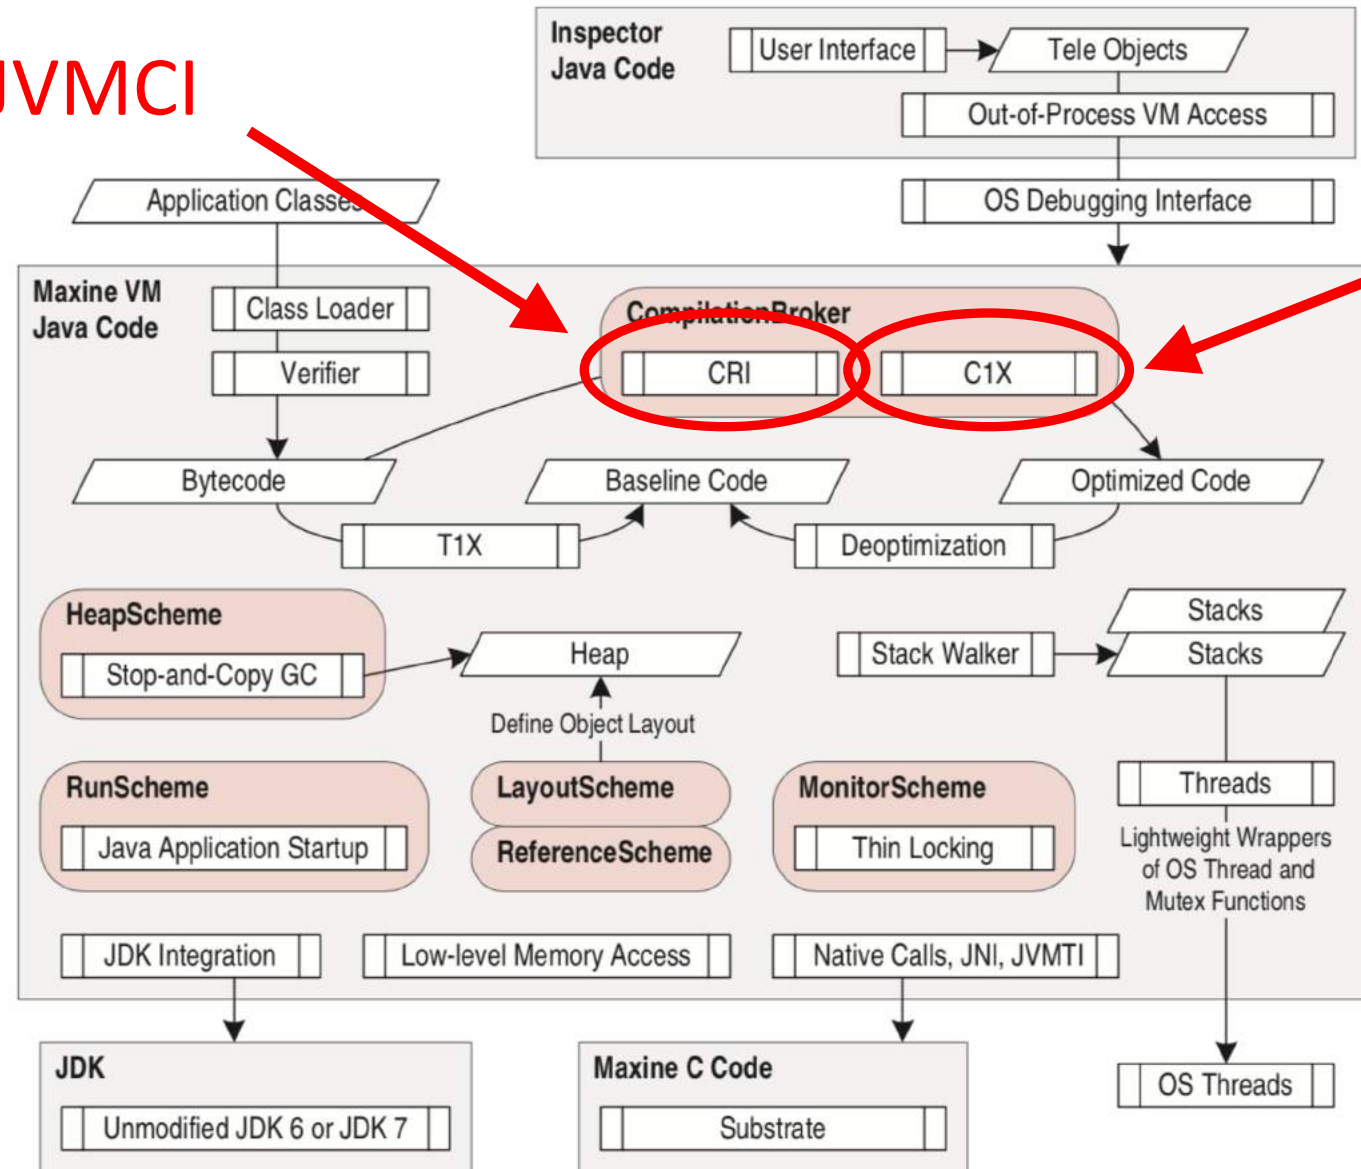 JVMCI
Inspector
Java Code
User Interface
Tele Objects
Out-of-Process VM Access
Application Classes
OS Debugging Interface
Maxine VM
Java Code
Class Loader
Verifier
CompilationBroker
CRI
C1X
Bytecode
Baseline Code
Optimized Code
T1X
Deoptimization
HeapScheme
Stop-and-Copy GC
Heap
Stack Walker
Stacks
Stacks
Define Object Layout
RunScheme
Java Application Startup
LayoutScheme
ReferenceScheme
MonitorScheme
Thin Locking
Threads
Lightweight Wrappers
of OS Thread and
Mutex Functions
JDK Integration
Low-level Memory Access
Native Calls, JNI, JVMTI
JDK
Unmodified JDK 6 or JDK 7
Maxine C Code
Substrate
OS Threads